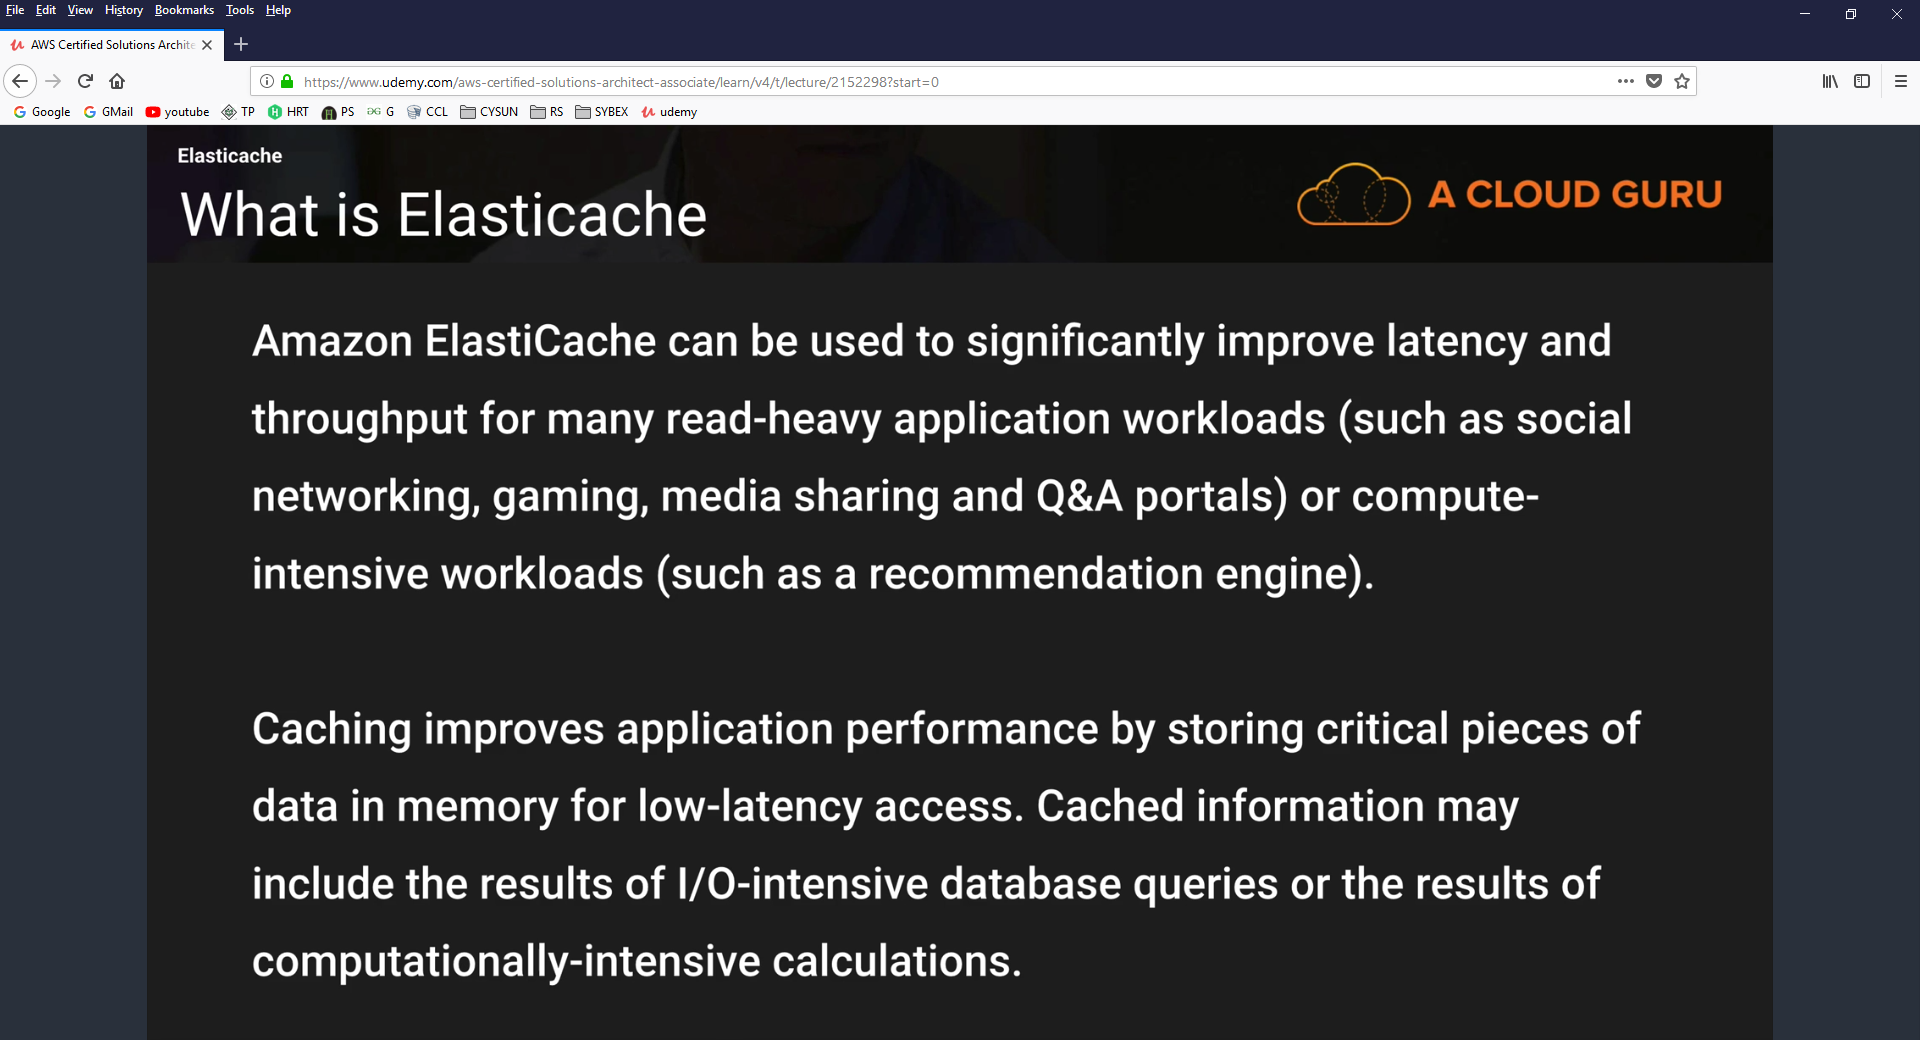 File Edit View History Bookmarks Tools Help
AWS Certified Solutions Archite
https://www.udemy.com/aws-certified-solutions-architect-associate/learn/v4/t/lecture/2152298?start=0
Google GMail youtube TP HRT PS G CCL CYSUN RS SYBEX udemy
Elasticache
What is Elasticache
A CLOUD GURU
Amazon ElastiCache can be used to significantly improve latency and
throughput for many read-heavy application workloads (such as social
networking, gaming, media sharing and Q&A portals) or compute-
intensive workloads (such as a recommendation engine).
Caching improves application performance by storing critical pieces of
data in memory for low-latency access. Cached information may
include the results of I/O-intensive database queries or the results of
computationally-intensive calculations.